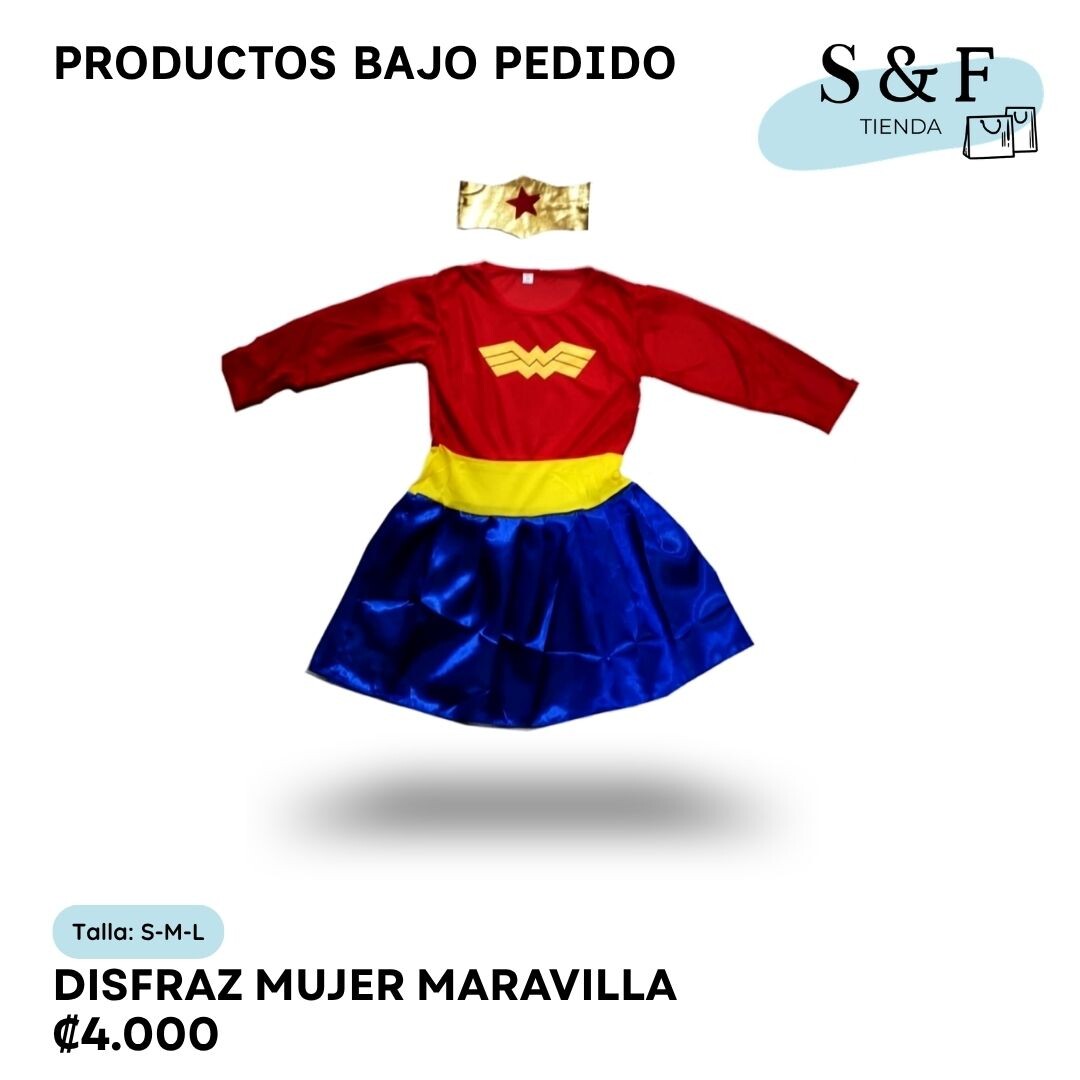 PRODUCTOS BAJO PEDIDO
S & F
TIENDA
Talla: S-M-L
DISFRAZ MUJER MARAVILLA
₡4.000